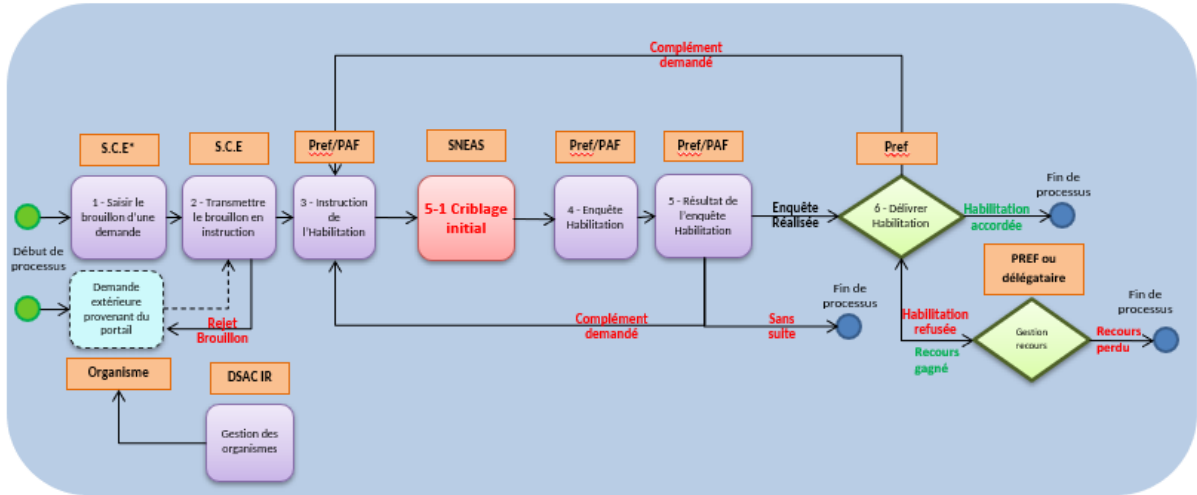 Complément
demandé
S.C.E*
S.C.E
Pref/PAF
SNEAS
Pref/PAF
Pref/PAF
Pref
1 - Saisir le
brouillon d'une
demande
2 - Transmettre
le brouillon en
instruction
3 - Instruction
de
l'Habilitation
5-1 Criblage
initial
4 - Enquête
Habilitation
5 - Résultat de
l'enquête
Habilitation
Enquête
Réalisée
6 - Délivrer
Habilitation
Habilitation
accordée
Fin de
processus
Début de
processus
Demande
extérieure
provenant du
portail
Rejet
Brouillon
Complément
demandé
Sans
suite
Fin de
processus
Habilitation
refusée
Recours
gagné
PREF ou
délégataire
Gestion
recours
Recours
perdu
Fin de
processus
Organisme
DSAC IR
Gestion des
organismes